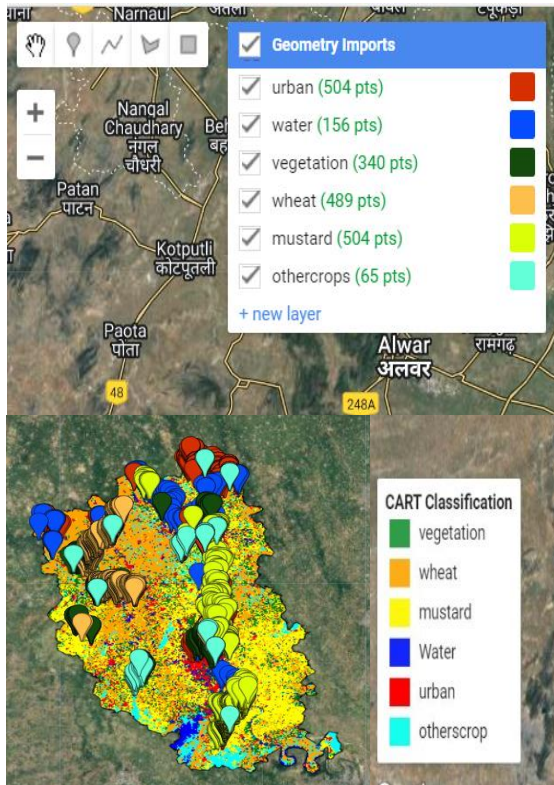 Narnaul
Geometry Imports
urban (504 pts)
water (156 pts)
vegetation (340 pts)
wheat (489 pts)
mustard (504 pts)
othercrops (65 pts)
+ new layer
Nangal
Chaudhary
नंगल
चौधरी
Patan
पाटन
Kotputli
कोटपूतली
Paota
पोता
48
Alwar
अलवर
रामगढ़
248A
CART Classification
vegetation
wheat
mustard
Water
urban
otherscrop